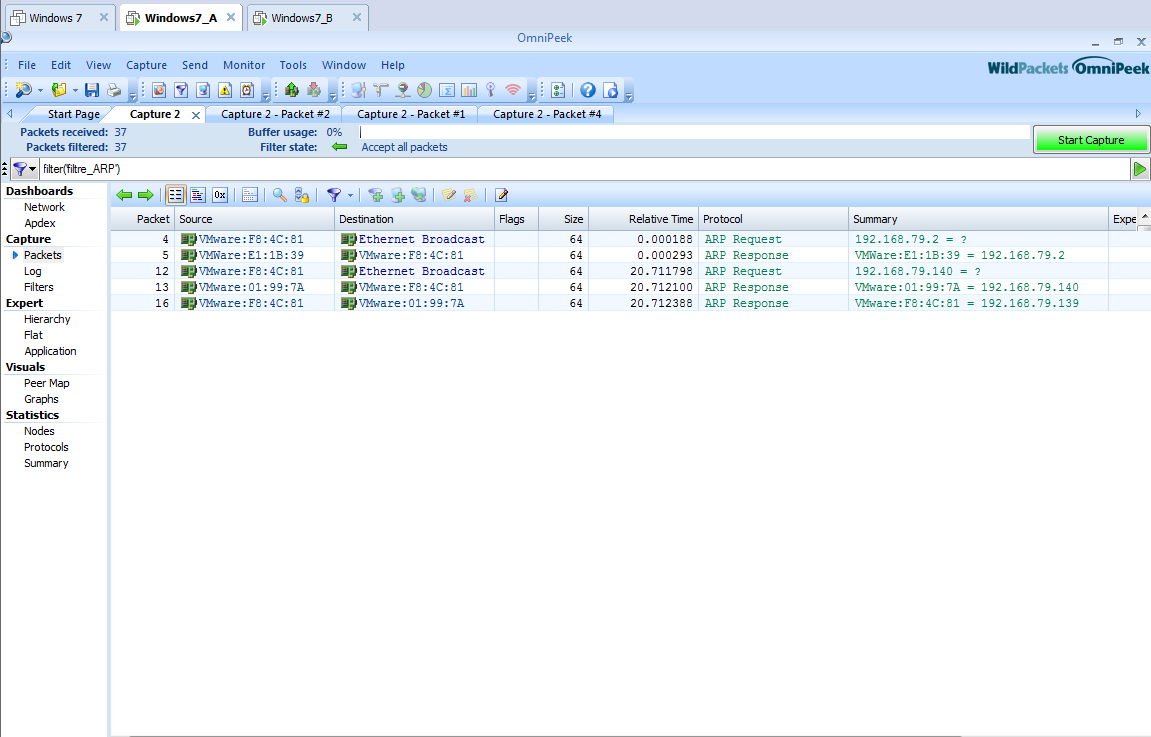 Windows 7 Windows7_A Windows7_B
OmniPeek
File Edit View Capture Send Monitor Tools Window Help
WildPackets OmniPeek
Start Page Capture 2 Capture 2 - Packet #2 Capture 2 - Packet #1 Capture 2 - Packet #4
Packets received: 37 Buffer usage: 0%
Packets filtered: 37 Filter state: Accept all packets
Start Capture
filter('filtre_ARP')
Dashboards
Network
Apdex
Capture
Packets
Log
Filters
Expert
Hierarchy
Flat
Application
Visuals
Peer Map
Graphs
Statistics
Nodes
Protocols
Summary
0x
Packet Source Destination Flags Size Relative Time Protocol Summary Expe
4 VMware:F8:4C:81 Ethernet Broadcast 64 0.000188 ARP Request 192.168.79.2 = ?
5 VMWare:E1:1B:39 VMware:F8:4C:81 64 0.000293 ARP Response VMWare:E1:1B:39 = 192.168.79.2
12 VMware:F8:4C:81 Ethernet Broadcast 64 20.711798 ARP Request 192.168.79.140 = ?
13 VMware:01:99:7A VMware:F8:4C:81 64 20.712100 ARP Response VMware:01:99:7A = 192.168.79.140
16 VMware:F8:4C:81 VMware:01:99:7A 64 20.712388 ARP Response VMware:F8:4C:81 = 192.168.79.139